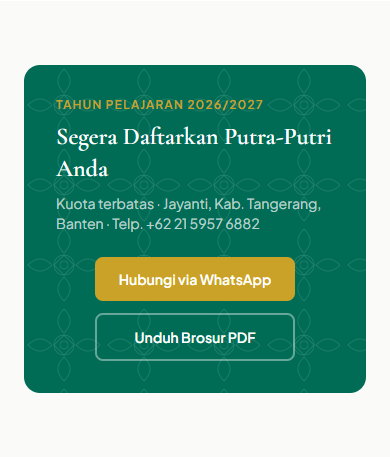 TAHUN PELAJARAN 2026/2027
Segera Daftarkan Putra-Putri
Anda
Kuota terbatas · Jayanti, Kab. Tangerang,
Banten · Telp. +62 21 5957 6882
Hubungi via WhatsApp
Unduh Brosur PDF